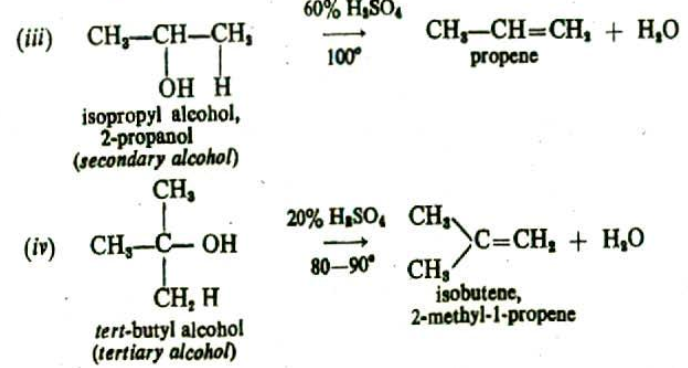 60% H₂SO₄
(iii) CH₃—CH—CH₂ → CH₃—CH=CH₂ + H₂O
100° propene
OH H
isopropyl alcohol,
2-propanol
(secondary alcohol)
CH₃
20% H₂SO₄ CH₃
(iv) CH₃—C— OH → C=CH₂ + H₂O
80—90° CH₃
CH₂ H isobutene,
2-methyl-1-propene
tert-butyl alcohol
(tertiary alcohol)